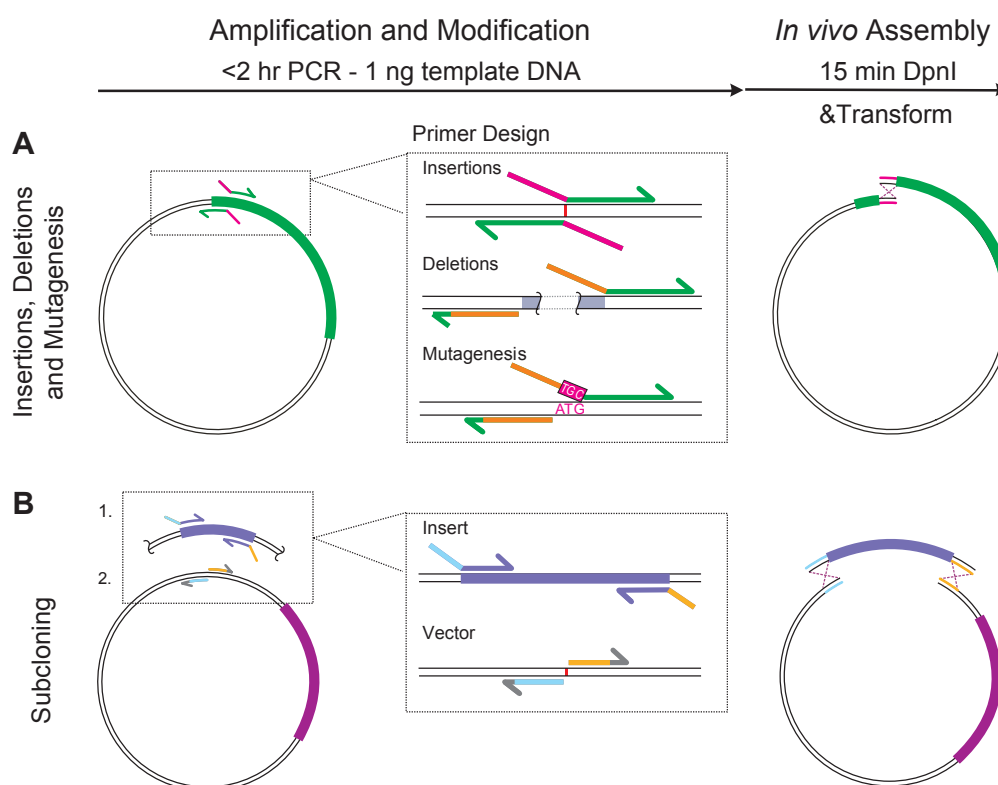 Amplification and Modification
<2 hr PCR - 1 ng template DNA
In vivo Assembly
15 min DpnI
&Transform
A
Insertions, Deletions
and Mutagenesis
Primer Design
Insertions
Deletions
Mutagenesis
TGC
ATG
B
Subcloning
1.
2.
Insert
Vector